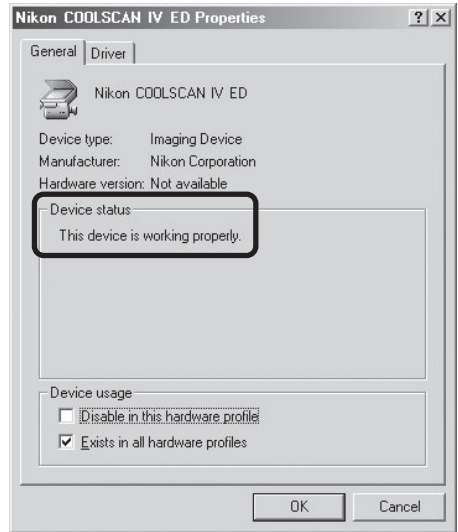 Nikon COOLSCAN IV ED Properties
General Driver
Nikon COOLSCAN IV ED
Device type: Imaging Device
Manufacturer: Nikon Corporation
Hardware version: Not available
Device status
This device is working properly.
Device usage
Disable in this hardware profile
Exists in all hardware profiles
OK Cancel